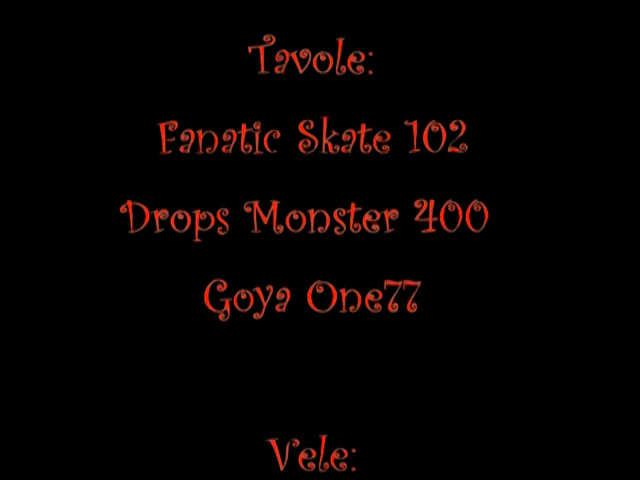 Tavole:
Fanatic Skate 102
Drops Monster 400
Goya One77
Vele: